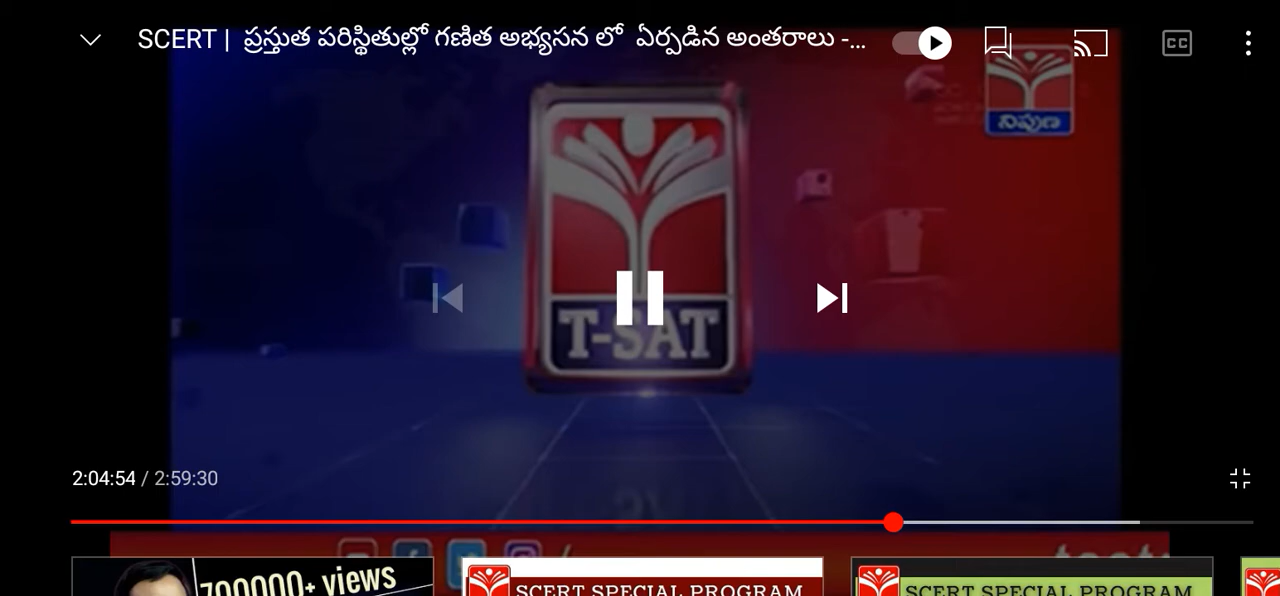 SCERT | ప్రస్తుత పరిస్థితుల్లో గణిత అభ్యసన లో ఏర్పడిన అంతరాలు -...
CC
నిపుణ
T-SAT
2:04:54 / 2:59:30
700000+ views
SCERT SPECIAL PROGRAM
SCERT SPECIAL PROGRAM